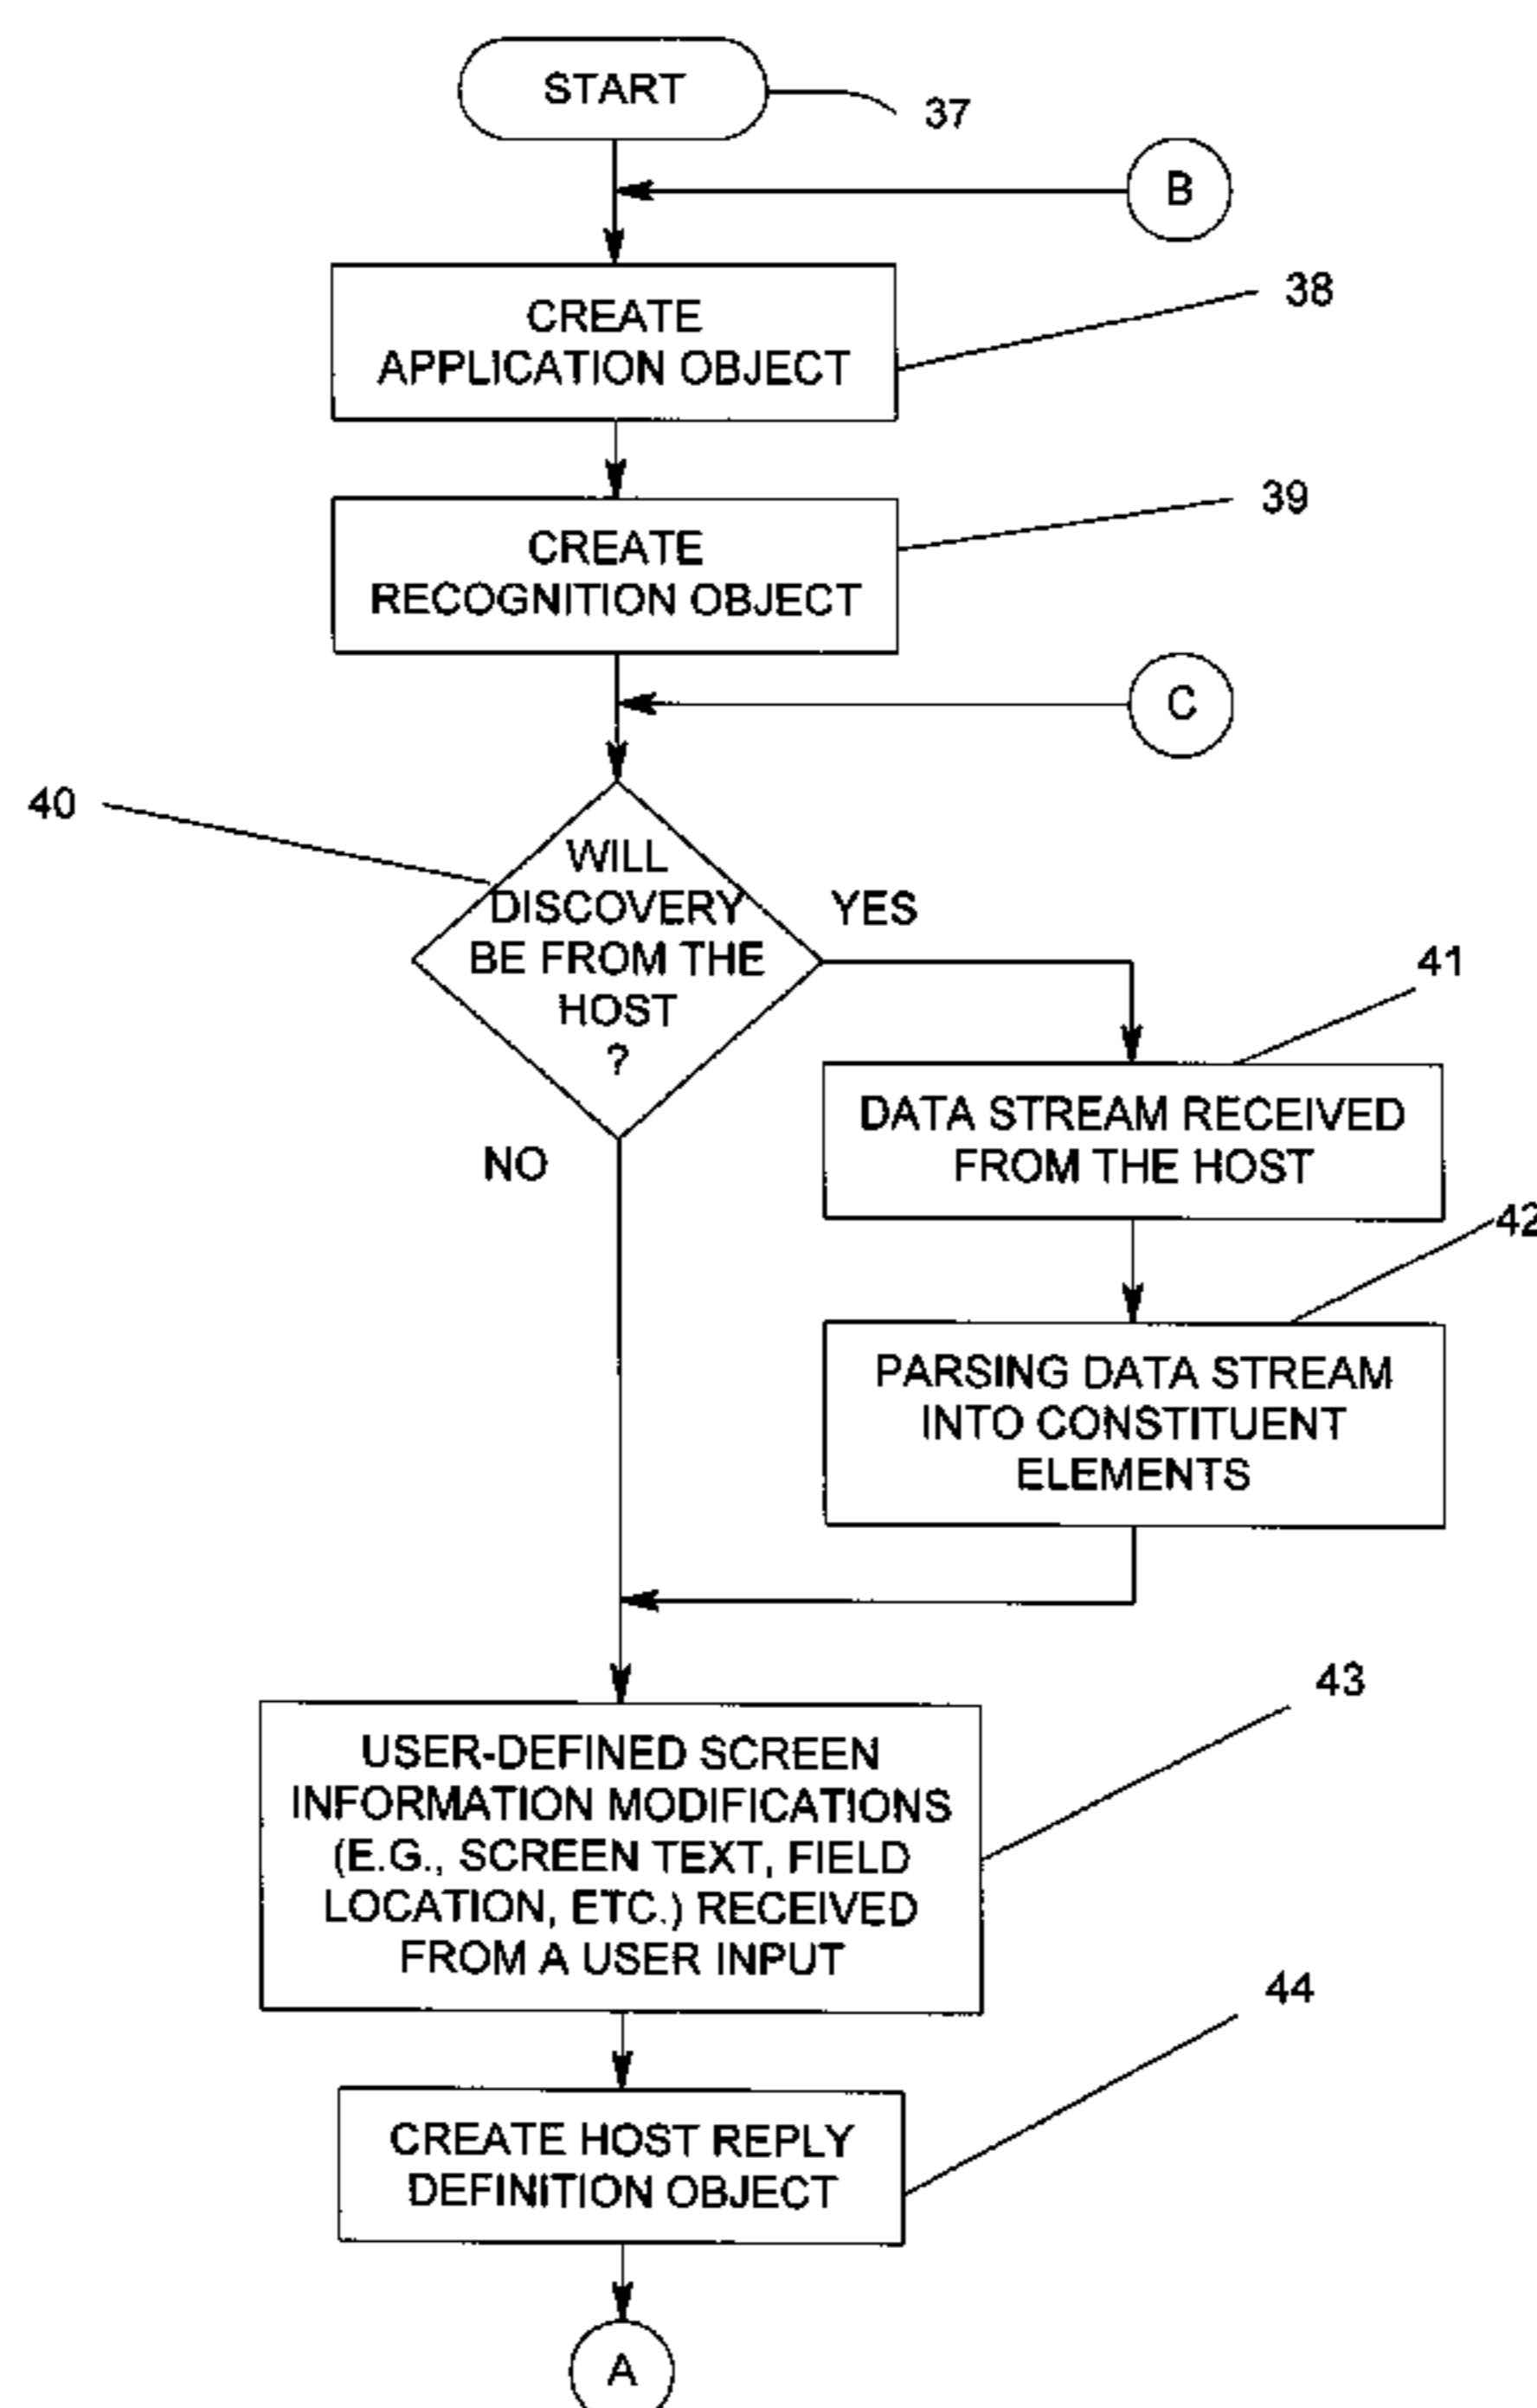 START
37
B
CREATE
APPLICATION OBJECT
38
CREATE
RECOGNITION OBJECT
39
C
40
WILL
DISCOVERY
BE FROM THE
HOST
?
YES
NO
41
DATA STREAM RECEIVED
FROM THE HOST
42
PARSING DATA STREAM
INTO CONSTITUENT
ELEMENTS
43
USER-DEFINED SCREEN
INFORMATION MODIFICATIONS
(E.G., SCREEN TEXT, FIELD
LOCATION, ETC.) RECEIVED
FROM A USER INPUT
44
CREATE HOST REPLY
DEFINITION OBJECT
A